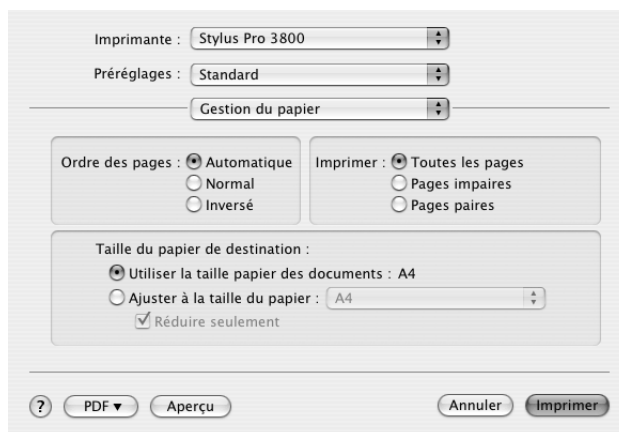 Imprimante : Stylus Pro 3800
Préréglages : Standard
Gestion du papier
Ordre des pages : Automatique
Normal
Inversé
Imprimer : Toutes les pages
Pages impaires
Pages paires
Taille du papier de destination :
Utiliser la taille papier des documents : A4
Ajuster à la taille du papier : A4
Réduire seulement
? PDF Aperçu Annuler Imprimer